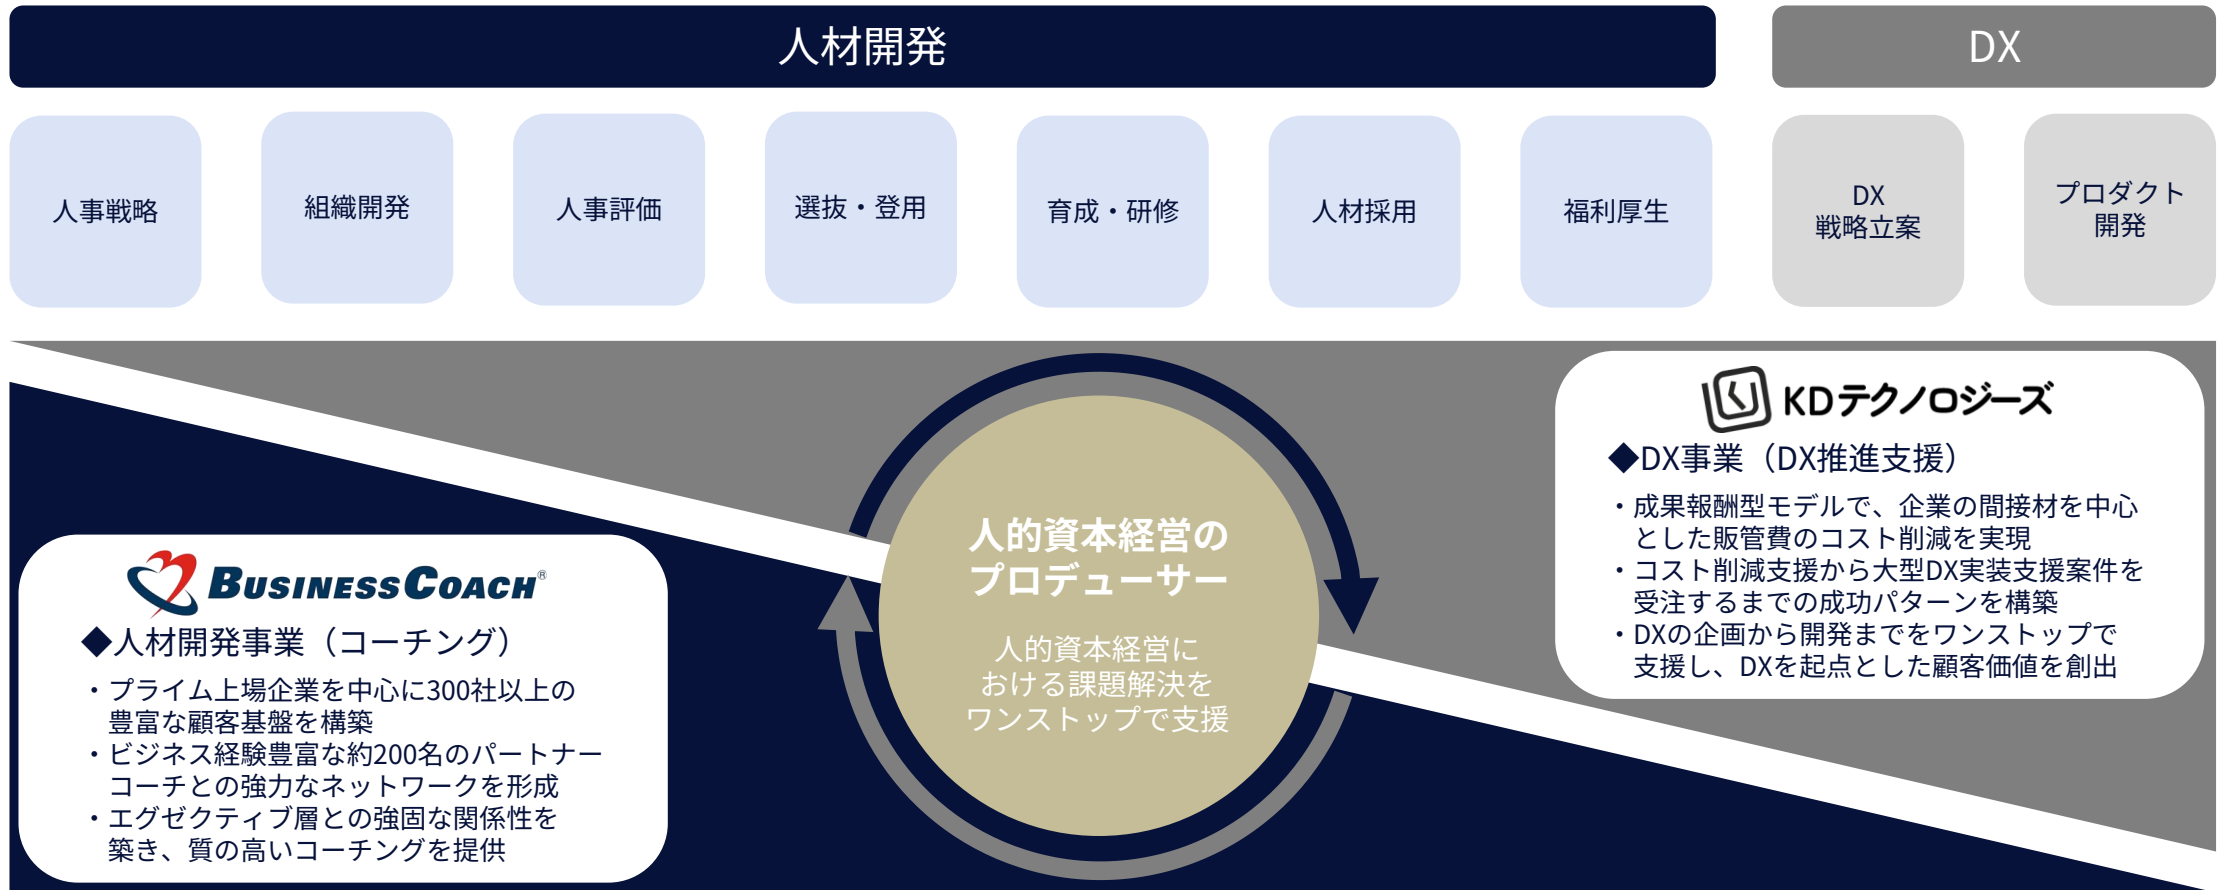 人材開発
DX
人事戦略
組織開発
人事評価
選抜・登用
育成・研修
人材採用
福利厚生
DX
戦略立案
プロダクト
開発
人的資本経営の
プロデューサー
人的資本経営に
おける課題解決を
ワンストップで支援
BUSINESSCOACH®
◆人材開発事業（コーチング）
・プライム上場企業を中心に300社以上の
豊富な顧客基盤を構築
・ビジネス経験豊富な約200名のパートナー
コーチとの強力なネットワークを形成
・エグゼクティブ層との強固な関係性を
築き、質の高いコーチングを提供
KDテクノロジーズ
◆DX事業（DX推進支援）
・成果報酬型モデルで、企業の間接材を中心
とした販管費のコスト削減を実現
・コスト削減支援から大型DX実装支援案件を
受注するまでの成功パターンを構築
・DXの企画から開発までをワンストップで
支援し、DXを起点とした顧客価値を創出